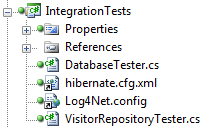 IntegrationTests
Properties
References
DatabaseTester.cs
hibernate.cfg.xml
Log4Net.config
VisitorRepositoryTester.cs